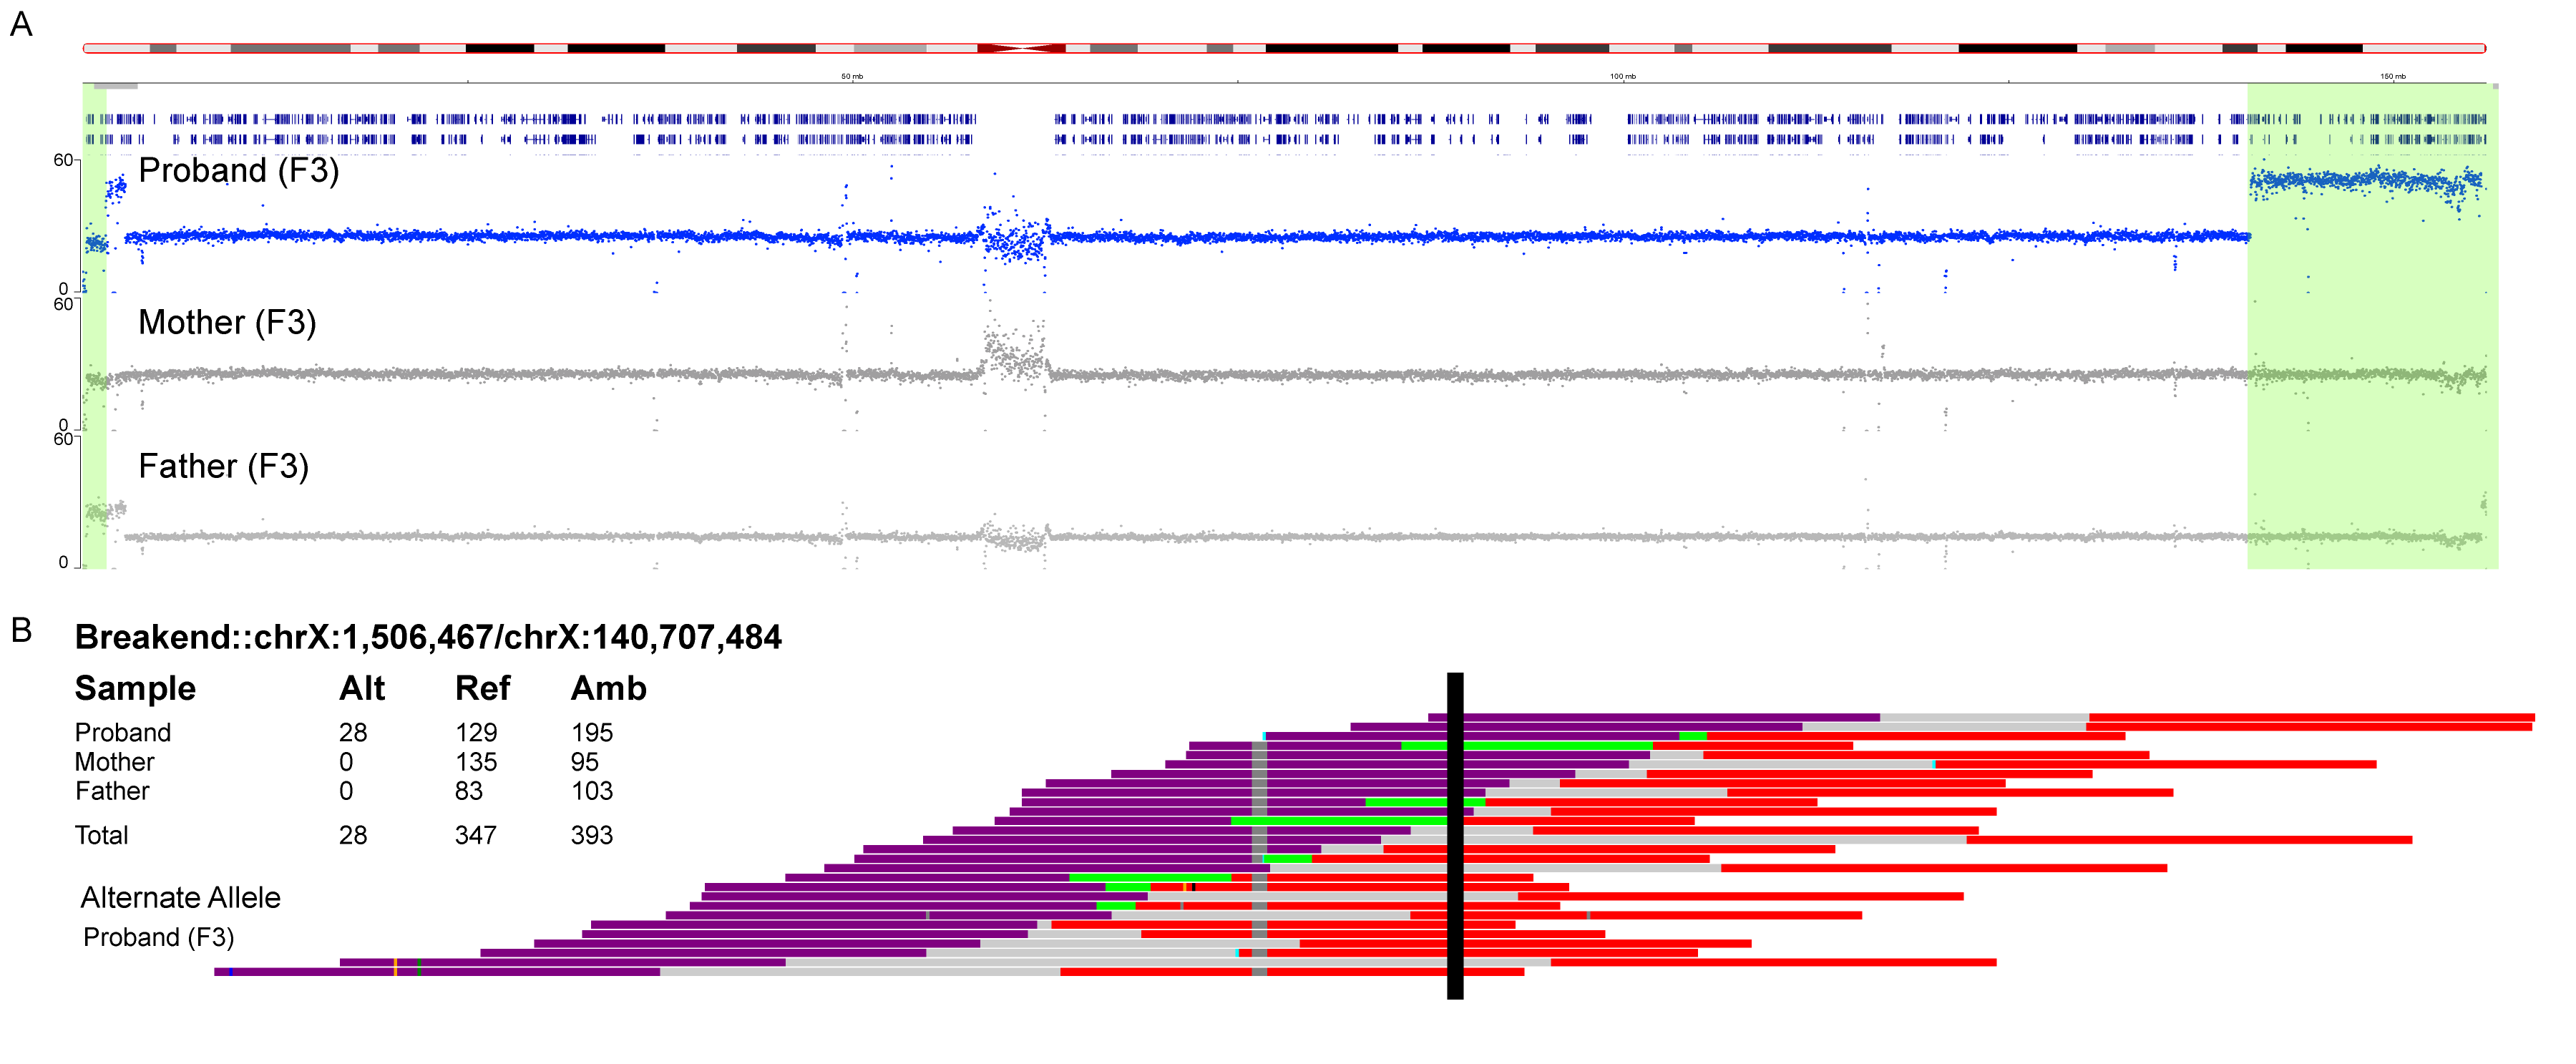 A
50 mb
100 mb
150 mb
60
Proband (F3)
0
60
Mother (F3)
0
60
Father (F3)
0
B
Breakend::chrX:1,506,467/chrX:140,707,484
Sample Alt Ref Amb
Proband 28 129 195
Mother 0 135 95
Father 0 83 103
Total 28 347 393
Alternate Allele
Proband (F3)